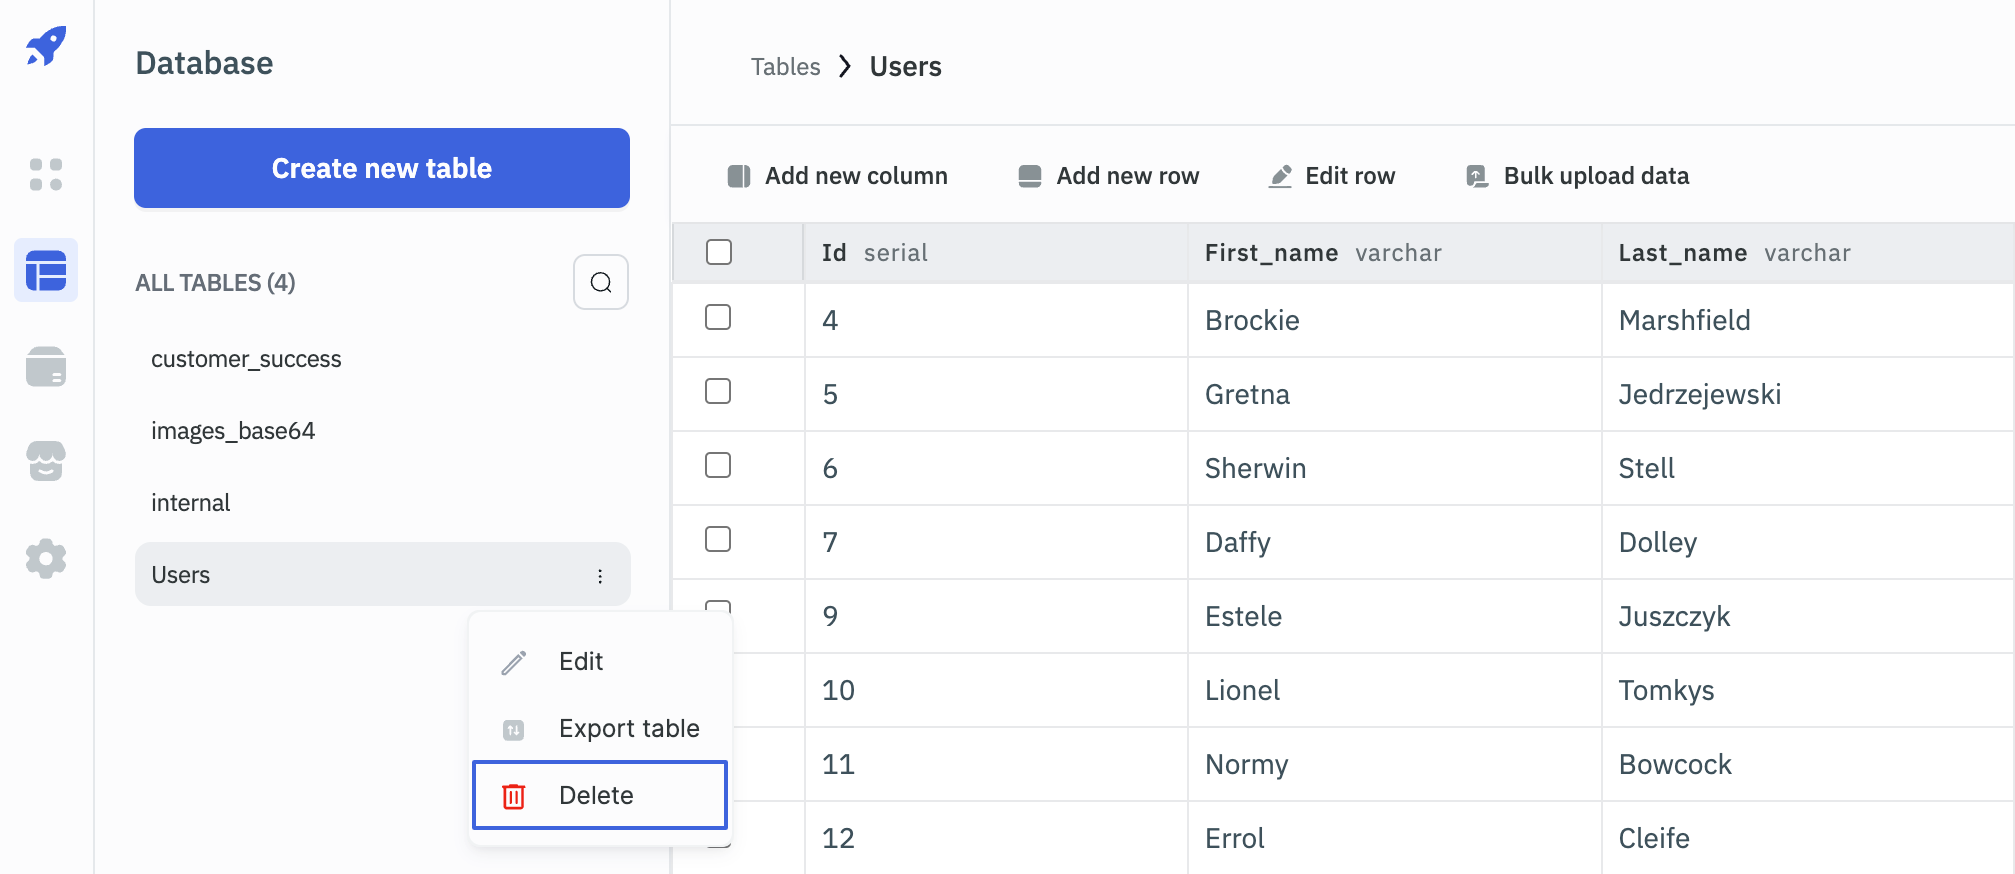 Database
Create new table
ALL TABLES (4)
customer_success
images_base64
internal
Users
Edit
Export table
Delete
Tables Users
Add new column Add new row Edit row Bulk upload data
Id serial First_name varchar Last_name varchar
4 Brockie Marshfield
5 Gretna Jedrzejewski
6 Sherwin Stell
7 Daffy Dolley
9 Estele Juszczyk
10 Lionel Tomkys
11 Normy Bowcock
12 Errol Cleife